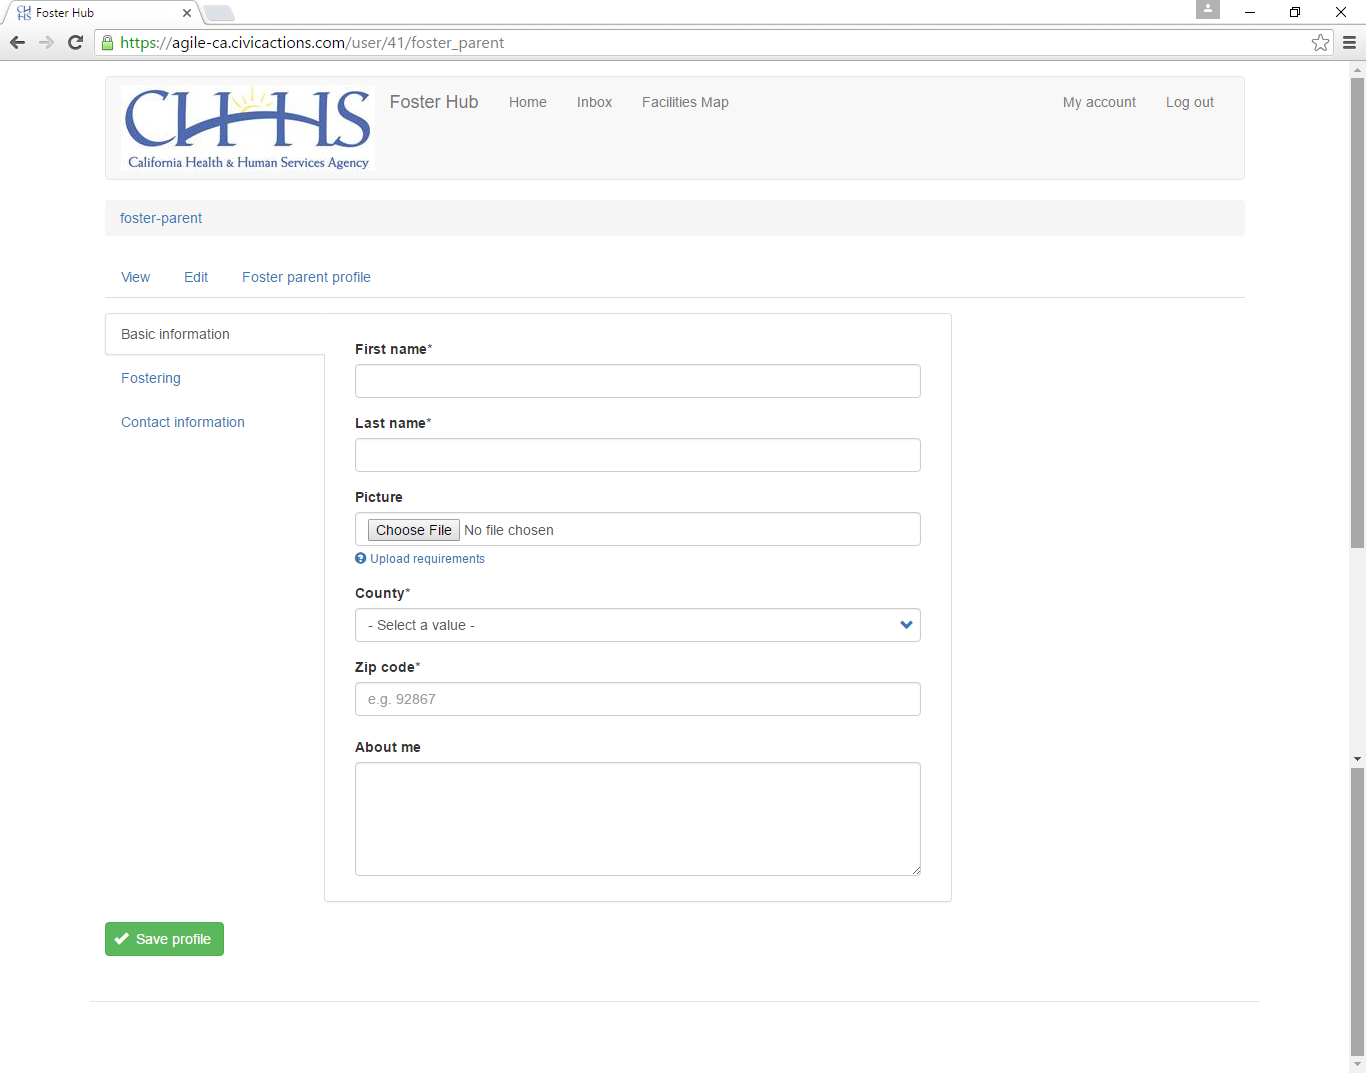 Foster Hub
https://agile-ca.civicactions.com/user/41/foster_parent
CHHS
California Health & Human Services Agency
Foster Hub Home Inbox Facilities Map My account Log out
foster-parent
View Edit Foster parent profile
Basic information
Fostering
Contact information
First name*
Last name*
Picture
Choose File No file chosen
Upload requirements
County*
- Select a value -
Zip code*
e.g. 92867
About me
Save profile